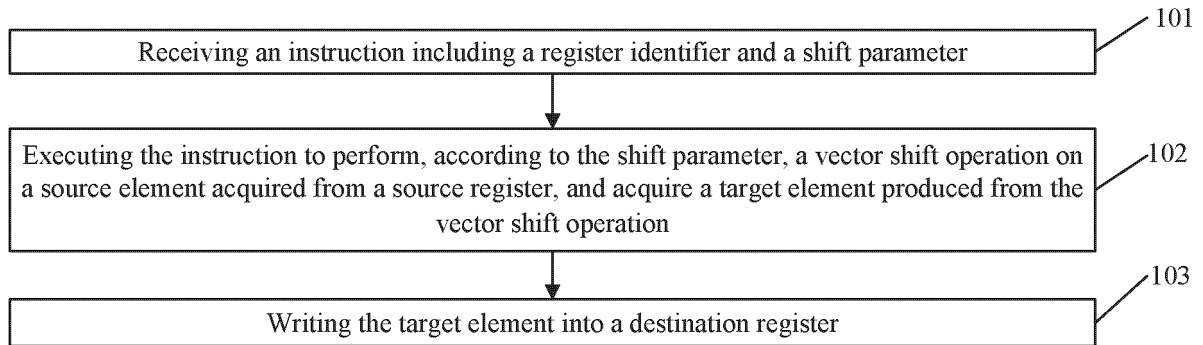 101
Receiving an instruction including a register identifier and a shift parameter
Executing the instruction to perform, according to the shift parameter, a vector shift operation on
a source element acquired from a source register, and acquire a target element produced from the
vector shift operation
102
103
Writing the target element into a destination register